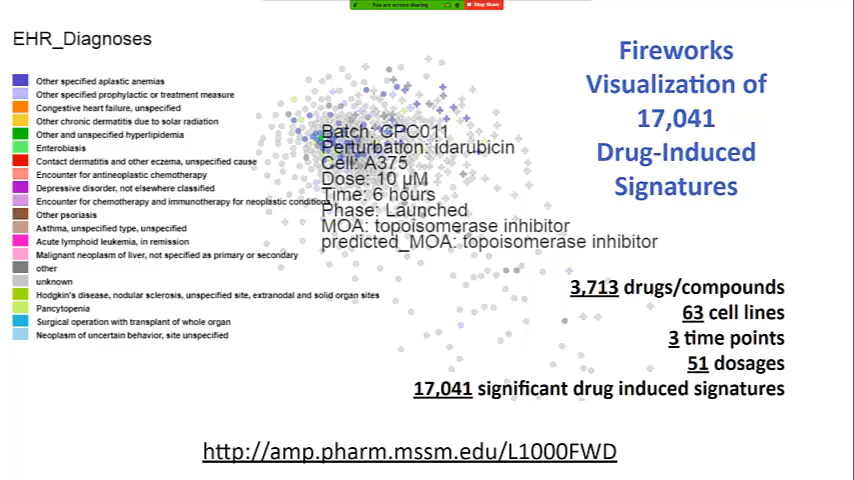 You are screen sharing
Stop Share
EHR_Diagnoses
Other specified aplastic anemias
Other specified prophylactic or treatment measure
Congestive heart failure, unspecified
Other chronic dermatitis due to solar radiation
Other and unspecified hyperlipidemia
Enterobiasis
Contact dermatitis and other eczema, unspecified cause
Encounter for antineoplastic chemotherapy
Depressive disorder, not elsewhere classified
Encounter for chemotherapy and immunotherapy for neoplastic conditions
Other psoriasis
Asthma, unspecified type, unspecified
Acute lymphoid leukemia, in remission
Malignant neoplasm of liver, not specified as primary or secondary
other
unknown
Hodgkin's disease, nodular sclerosis, unspecified site, extranodal and solid organ sites
Pancytopenia
Surgical operation with transplant of whole organ
Neoplasm of uncertain behavior, site unspecified
Batch: CPC011
Perturbation: idarubicin
Cell: A375
Dose: 10 µM
Time: 6 hours
Phase: Launched
MOA: topoisomerase inhibitor
predicted_MOA: topoisomerase inhibitor
Fireworks
Visualization of
17,041
Drug-Induced
Signatures
3,713 drugs/compounds
63 cell lines
3 time points
51 dosages
17,041 significant drug induced signatures
http://amp.pharm.mssm.edu/L1000FWD